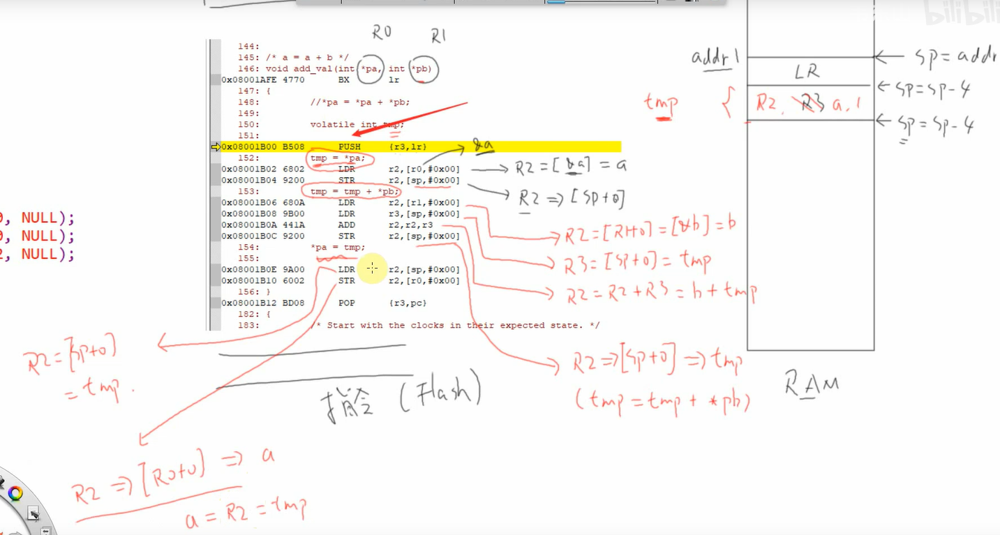 bilibili
R0 R1
144:
145: /* a = a + b */
146: void add_val(int *pa, int *pb)
0x08001AFE 4770 BX lr
147: {
148: //*pa = *pa + *pb;
149:
150: volatile int tmp;
151:
0x08001B00 B508 PUSH {r3,lr}
152: tmp = *pa;
0x08001B02 6802 LDR r2,[r0,#0x00]
0x08001B04 9200 STR r2,[sp,#0x00]
153: tmp = tmp + *pb;
0x08001B06 680A LDR r2,[r1,#0x00]
0x08001B08 9B00 LDR r3,[sp,#0x00]
0x08001B0A 441A ADD r2,r2,r3
0x08001B0C 9200 STR r2,[sp,#0x00]
154: *pa = tmp;
155:
0x08001B0E 9A00 LDR r2,[sp,#0x00]
0x08001B10 6002 STR r2,[r0,#0x00]
156: }
0x08001B12 BD08 POP {r3,pc}
182: {
183: /* Start with the clocks in their expected state. */
, NULL);
, NULL);
2, NULL);
&a
R2=[&a]=a
R2⇒[SP+0]
R2=[R1+0]=[&b]=b
R3=[SP+0]=tmp
R2=R2+R3=b+tmp
R2⇒[SP+0]⇒tmp
(tmp=tmp+*pb)
R2=[SP+0]
=tmp.
R2⇒[R0+0]⇒a
a=R2=tmp
(Flash)
addr1
SP=addr
LR
SP=SP-4
tmp { R2, R3 a, 1
SP=SP-4
RAM